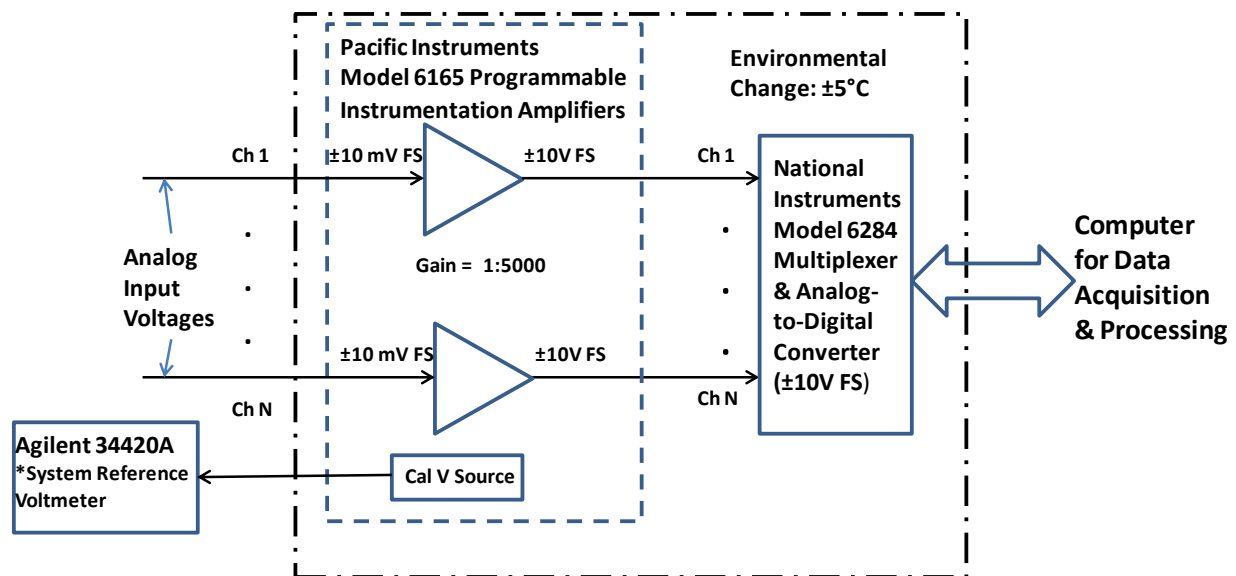 Pacific Instruments
Model 6165 Programmable
Instrumentation Amplifiers
Environmental
Change: ±5°C
Ch 1
±10 mV FS
±10V FS
Ch 1
Analog
Input
Voltages
Gain = 1:5000
National
Instruments
Model 6284
Multiplexer
& Analog-
to-Digital
Converter
(±10V FS)
Computer
for Data
Acquisition
& Processing
±10 mV FS
±10V FS
Ch N
Ch N
Agilent 34420A
*System Reference
Voltmeter
Cal V Source